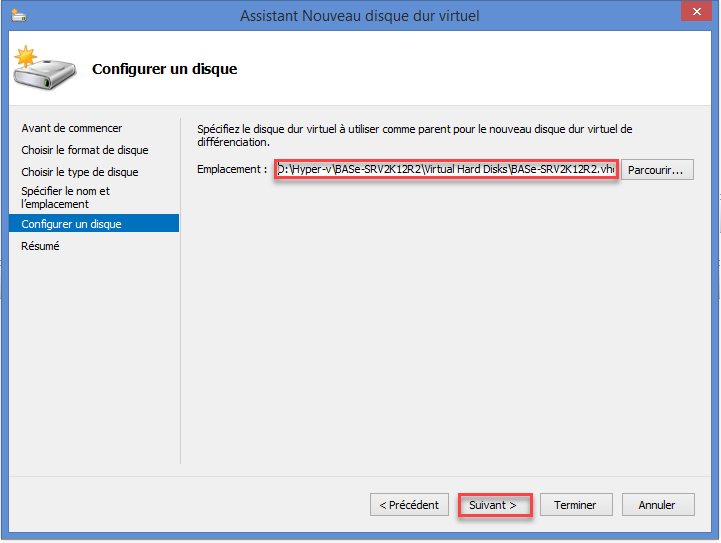 Assistant Nouveau disque dur virtuel
Configurer un disque
Avant de commencer
Choisir le format de disque
Choisir le type de disque
Spécifier le nom et
l'emplacement
Configurer un disque
Résumé
Spécifiez le disque dur virtuel à utiliser comme parent pour le nouveau disque dur virtuel de
différenciation.
Emplacement : D:\Hyper-v\BASe-SRV2K12R2\Virtual Hard Disks\BASe-SRV2K12R2.vhd Parcourir...
< Précédent Suivant > Terminer Annuler